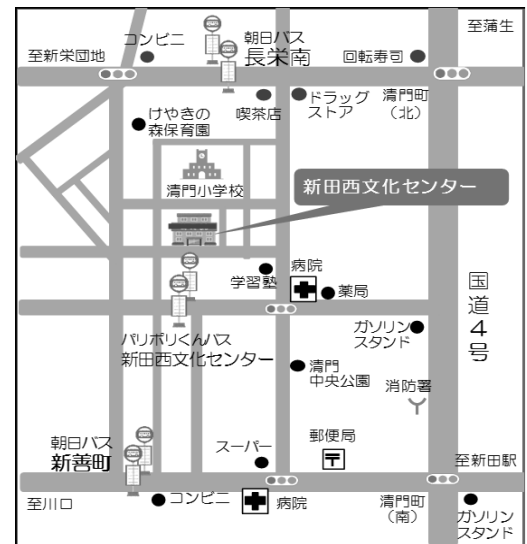 至蒲生
コンビニ
朝日バス
長栄南
至新栄団地
回転寿司
喫茶店
ドラッグ
ストア
清門町
(北)
けやきの
森保育園
清門小学校
新田西文化センター
学習塾
病院
薬局
国道4号
パリポリくんバス
新田西文化センター
ガソリン
スタンド
清門
中央公園
消防署
朝日バス
新善町
スーパー
郵便局
〒
至新田駅
至川口
コンビニ
病院
清門町
(南)
ガソリン
スタンド